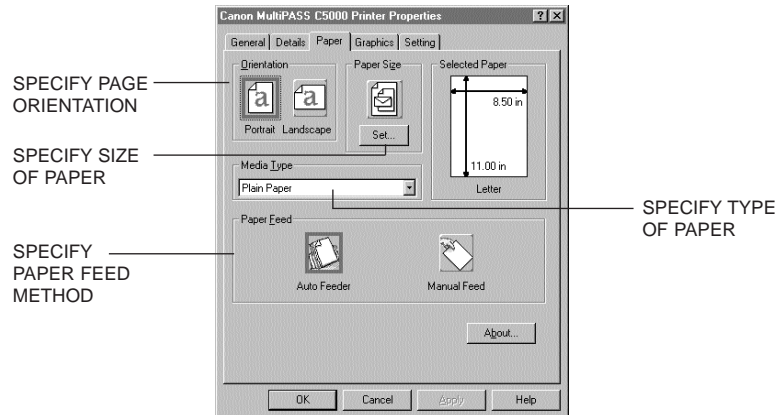 Canon MultiPASS C5000 Printer Properties
General Details Paper Graphics Setting
Orientation
Portrait Landscape
Paper Size
Set...
Selected Paper
8.50 in
11.00 in
Letter
Media Type
Plain Paper
Paper Feed
Auto Feeder Manual Feed
About...
OK Cancel Apply Help
SPECIFY PAGE
ORIENTATION
SPECIFY SIZE
OF PAPER
SPECIFY
PAPER FEED
METHOD
SPECIFY TYPE
OF PAPER